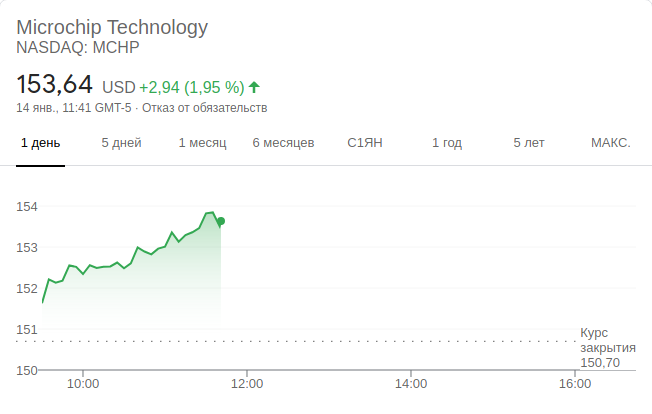 Microchip Technology
NASDAQ: MCHP
153,64 USD +2,94 (1,95 %)
14 янв., 11:41 GMT-5 · Отказ от обязательств
1 день 5 дней 1 месяц 6 месяцев С1ЯН 1 год 5 лет МАКС.
154
153
152
151
Курс
закрытия
150,70
150
10:00 12:00 14:00 16:00